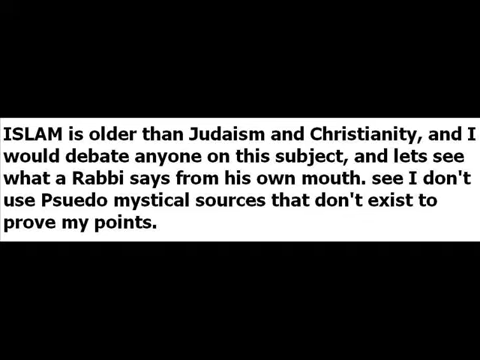 ISLAM is older than Judaism and Christianity, and I
would debate anyone on this subject, and lets see
what a Rabbi says from his own mouth. see I don't
use Psuedo mystical sources that don't exist to
prove my points.